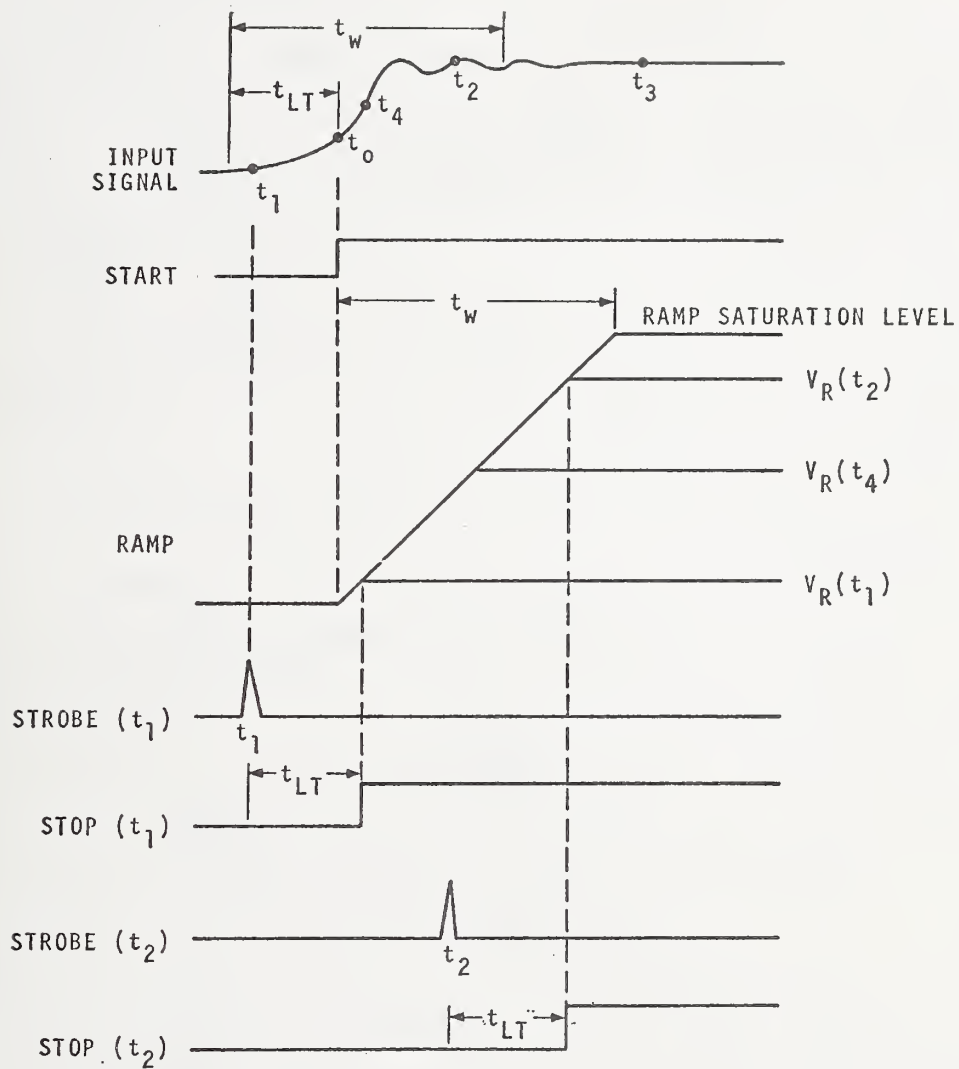 t_w
t_LT
t_2
t_3
t_4
t_o
INPUT
SIGNAL
t_1
START
t_w
RAMP SATURATION LEVEL
V_R(t_2)
V_R(t_4)
RAMP
V_R(t_1)
STROBE (t_1)
t_1
t_LT
STOP (t_1)
STROBE (t_2)
t_2
t_LT
STOP (t_2)